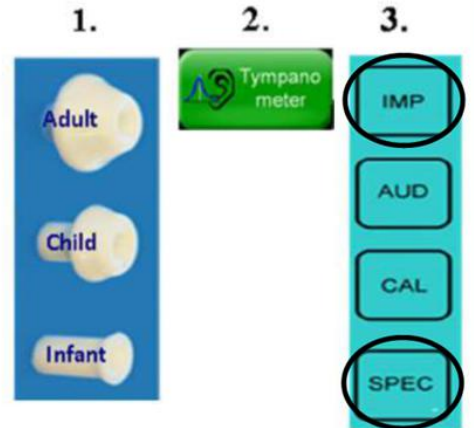 1.
2.
3.
Adult
Child
Infant
Tympano
meter
IMP
AUD
CAL
SPEC